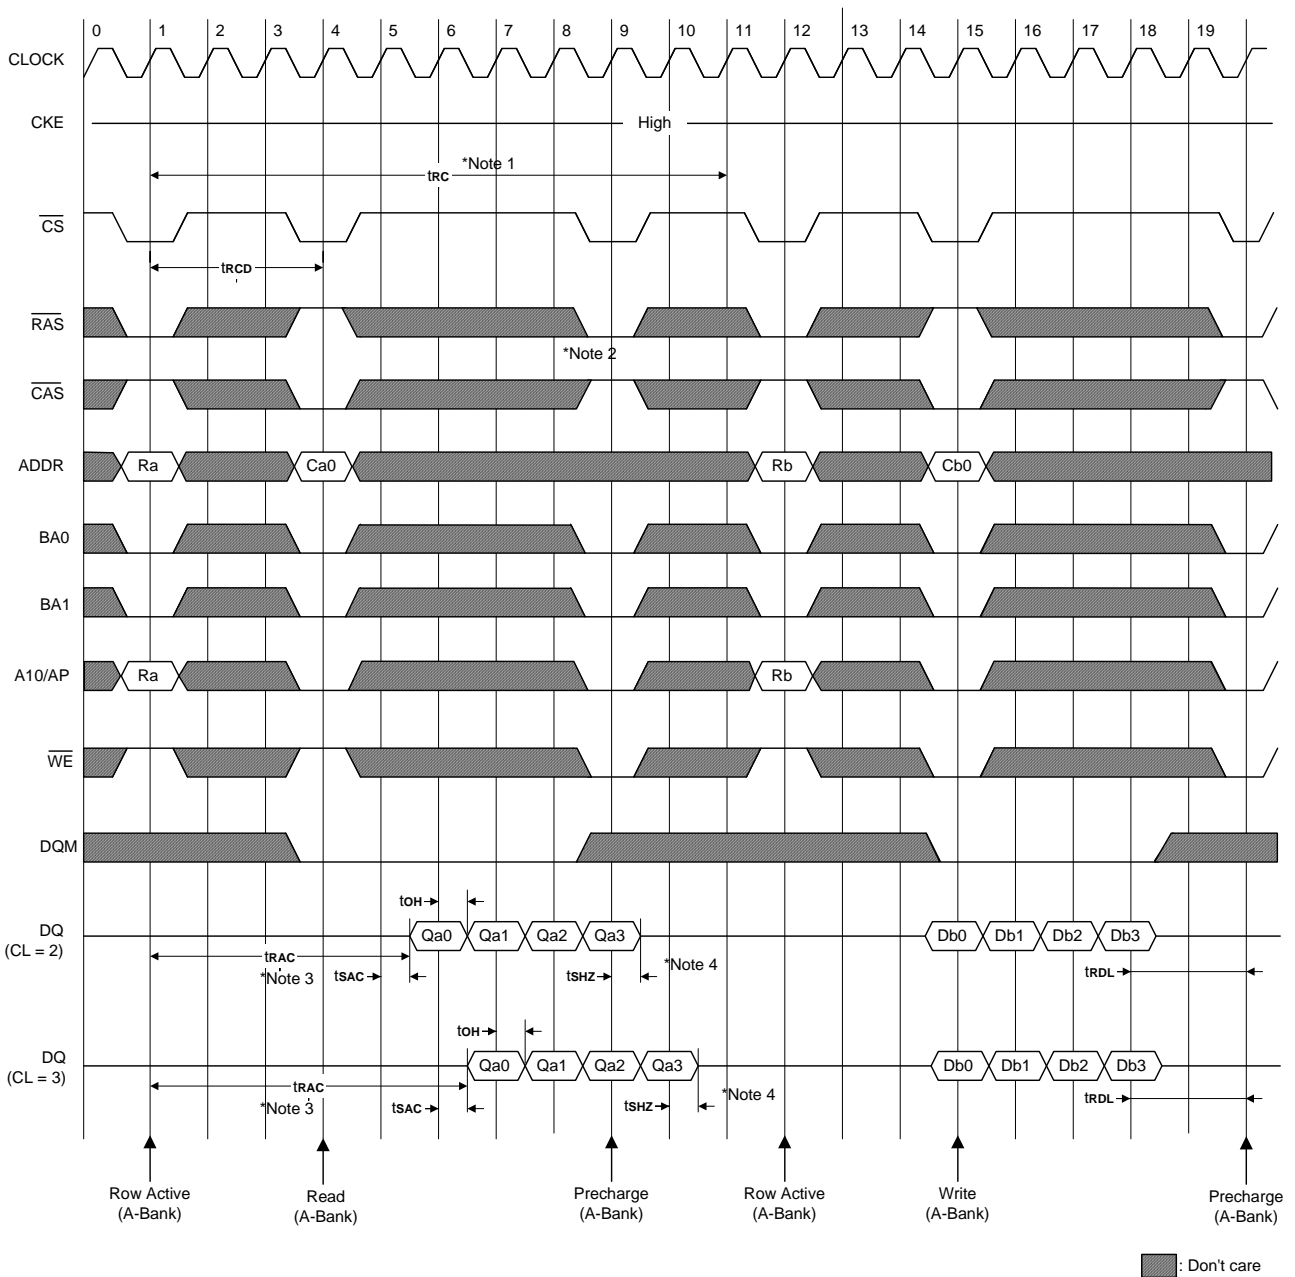 0 1 2 3 4 5 6 7 8 9 10 11 12 13 14 15 16 17 18 19
CLOCK
CKE
High
*Note 1
tRC
CS
tRCD
RAS
*Note 2
CAS
ADDR
Ra
Ca0
Rb
Cb0
BA0
BA1
A10/AP
Ra
Rb
WE
DQM
tOH
DQ
(CL = 2)
Qa0
Qa1
Qa2
Qa3
Db0
Db1
Db2
Db3
tRAC
*Note 3
tSAC
tSHZ
*Note 4
tRDL
tOH
DQ
(CL = 3)
Qa0
Qa1
Qa2
Qa3
Db0
Db1
Db2
Db3
tRAC
*Note 3
tSAC
tSHZ
*Note 4
tRDL
Row Active
(A-Bank)
Read
(A-Bank)
Precharge
(A-Bank)
Row Active
(A-Bank)
Write
(A-Bank)
Precharge
(A-Bank)
: Don't care